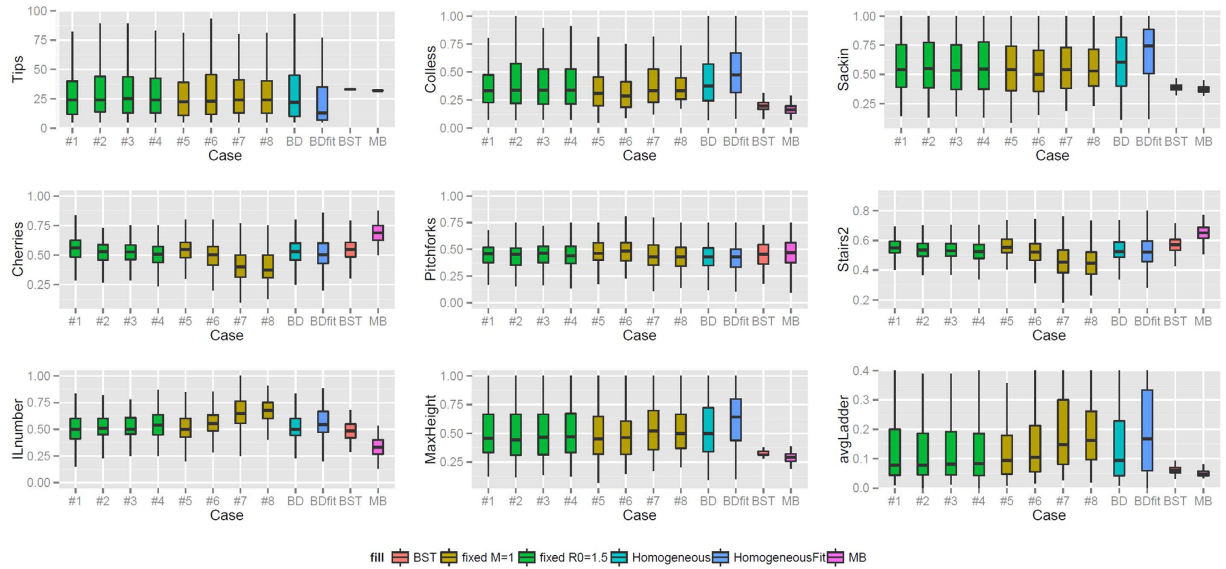 Tips
100
75
50
25
0
#1 #2 #3 #4 #5 #6 #7 #8 BD BDfit BST MB
Case
Colless
1.00
0.75
0.50
0.25
0.00
#1 #2 #3 #4 #5 #6 #7 #8 BD BDfit BST MB
Case
Sackin
1.00
0.75
0.50
0.25
#1 #2 #3 #4 #5 #6 #7 #8 BD BDfit BST MB
Case
Cherries
1.00
0.75
0.50
0.25
#1 #2 #3 #4 #5 #6 #7 #8 BD BDfit BST MB
Case
Pitchforks
1.00
0.75
0.50
0.25
0.00
#1 #2 #3 #4 #5 #6 #7 #8 BD BDfit BST MB
Case
Stairs2
0.8
0.6
0.4
0.2
#1 #2 #3 #4 #5 #6 #7 #8 BD BDfit BST MB
Case
ILnumber
1.00
0.75
0.50
0.25
0.00
#1 #2 #3 #4 #5 #6 #7 #8 BD BDfit BST MB
Case
MaxHeight
1.00
0.75
0.50
0.25
#1 #2 #3 #4 #5 #6 #7 #8 BD BDfit BST MB
Case
avgLadder
0.4
0.3
0.2
0.1
0.0
#1 #2 #3 #4 #5 #6 #7 #8 BD BDfit BST MB
Case
fill BST fixed M=1 fixed R0=1.5 Homogeneous HomogeneousFit MB